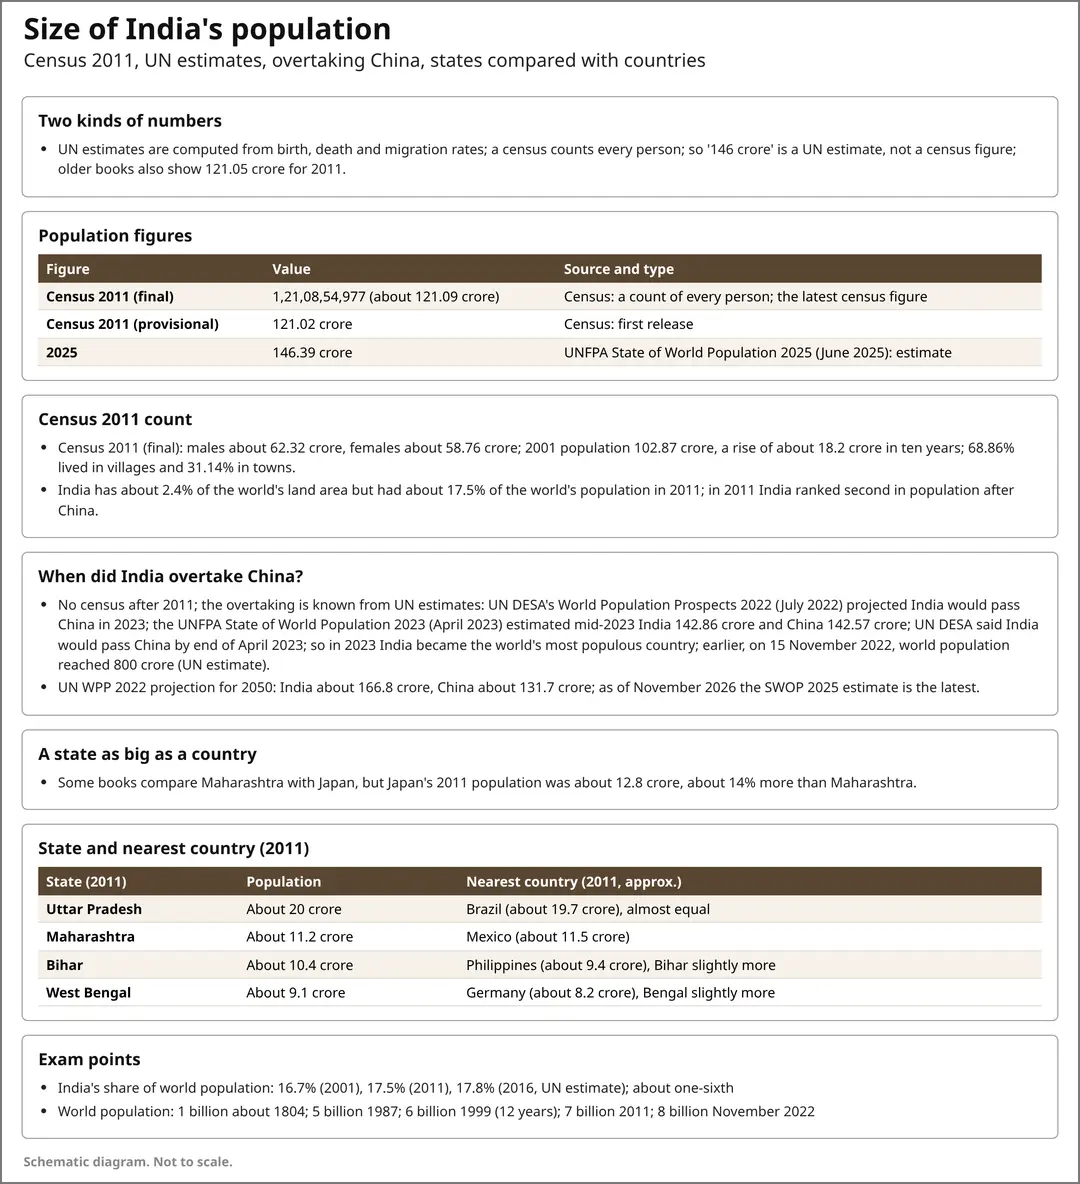 Size of India's population
Census 2011, UN estimates, overtaking China, states compared with countries
Two kinds of numbers
• UN estimates are computed from birth, death and migration rates; a census counts every person; so '146 crore' is a UN estimate, not a census figure;
older books also show 121.05 crore for 2011.
Population figures
Figure Value Source and type
Census 2011 (final) 1,21,08,54,977 (about 121.09 crore) Census: a count of every person; the latest census figure
Census 2011 (provisional) 121.02 crore Census: first release
2025 146.39 crore UNFPA State of World Population 2025 (June 2025): estimate
Census 2011 count
• Census 2011 (final): males about 62.32 crore, females about 58.76 crore; 2001 population 102.87 crore, a rise of about 18.2 crore in ten years; 68.86%
lived in villages and 31.14% in towns.
• India has about 2.4% of the world's land area but had about 17.5% of the world's population in 2011; in 2011 India ranked second in population after
China.
When did India overtake China?
• No census after 2011; the overtaking is known from UN estimates: UN DESA's World Population Prospects 2022 (July 2022) projected India would pass
China in 2023; the UNFPA State of World Population 2023 (April 2023) estimated mid-2023 India 142.86 crore and China 142.57 crore; UN DESA said India
would pass China by end of April 2023; so in 2023 India became the world's most populous country; earlier, on 15 November 2022, world population
reached 800 crore (UN estimate).
• UN WPP 2022 projection for 2050: India about 166.8 crore, China about 131.7 crore; as of November 2026 the SWOP 2025 estimate is the latest.
A state as big as a country
• Some books compare Maharashtra with Japan, but Japan's 2011 population was about 12.8 crore, about 14% more than Maharashtra.
State and nearest country (2011)
State (2011) Population Nearest country (2011, approx.)
Uttar Pradesh About 20 crore Brazil (about 19.7 crore), almost equal
Maharashtra About 11.2 crore Mexico (about 11.5 crore)
Bihar About 10.4 crore Philippines (about 9.4 crore), Bihar slightly more
West Bengal About 9.1 crore Germany (about 8.2 crore), Bengal slightly more
Exam points
• India's share of world population: 16.7% (2001), 17.5% (2011), 17.8% (2016, UN estimate); about one-sixth
• World population: 1 billion about 1804; 5 billion 1987; 6 billion 1999 (12 years); 7 billion 2011; 8 billion November 2022
Schematic diagram. Not to scale.